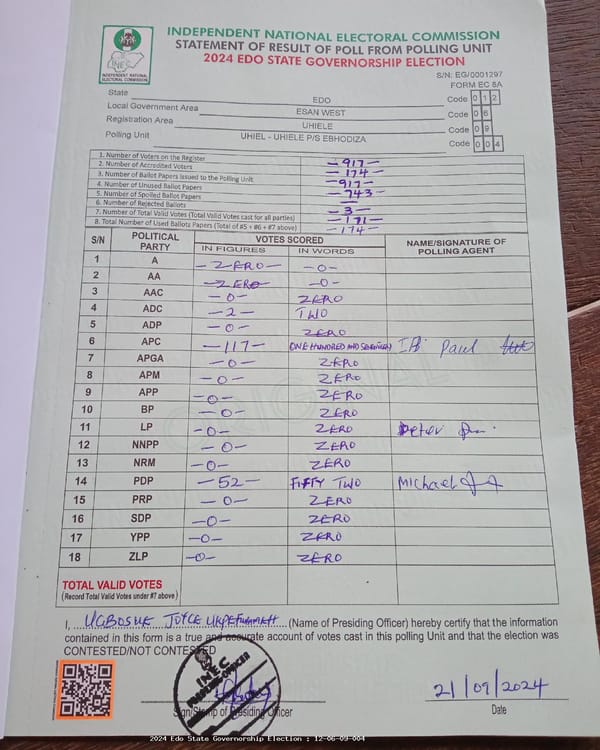 INDEPENDENT NATIONAL ELECTORAL COMMISSION
STATEMENT OF RESULT OF POLL FROM POLLING UNIT
2024 EDO STATE GOVERNORSHIP ELECTION
INEC
INDEPENDENT NATIONAL ELECTORAL COMMISSION
S/N: EG/0001297
FORM EC 8A
State EDO Code 0 1 2
Local Government Area ESAN WEST Code 0 6
Registration Area UHIELE Code 0 9
Polling Unit UHIEL - UHIELE P/S EBHODIZA Code 0 0 4
1. Number of Voters on the Register -917-
2. Number of Accredited Voters -174-
3. Number of Ballot Papers Issued to the Polling Unit -917-
4. Number of Unused Ballot Papers -743-
5. Number of Spoiled Ballot Papers
6. Number of Rejected Ballots -3-
7. Number of Total Valid Votes (Total Valid Votes cast for all parties) -171-
8. Total Number of Used Ballots Papers (Total of #5 + #6 + #7 above) -174-
S/N POLITICAL PARTY VOTES SCORED NAME/SIGNATURE OF POLLING AGENT
IN FIGURES IN WORDS
1 A -ZERO- -0-
2 AA -ZERO- -0-
3 AAC -0- ZERO
4 ADC -2- TWO
5 ADP -0- ZERO
6 APC -117- ONE HUNDRED AND SEVENTEEN Paul
7 APGA -0- ZERO
8 APM -0- ZERO
9 APP -0- ZERO
10 BP -0- ZERO
11 LP -0- ZERO Peter
12 NNPP -0- ZERO
13 NRM -0- ZERO
14 PDP -52- FIFTY TWO Michael
15 PRP -0- ZERO
16 SDP -0- ZERO
17 YPP -0- ZERO
18 ZLP -0- ZERO
ORIGINAL
TOTAL VALID VOTES
(Record Total Valid Votes under #7 above)
I, JOYCE (Name of Presiding Officer) hereby certify that the information
contained in this form is a true and accurate account of votes cast in this polling Unit and that the election was
CONTESTED/NOT CONTESTED
INEC
Sign/Stamp of Presiding Officer
21/09/2024
Date
2024 Edo State Governorship Election : 12-06-09-004